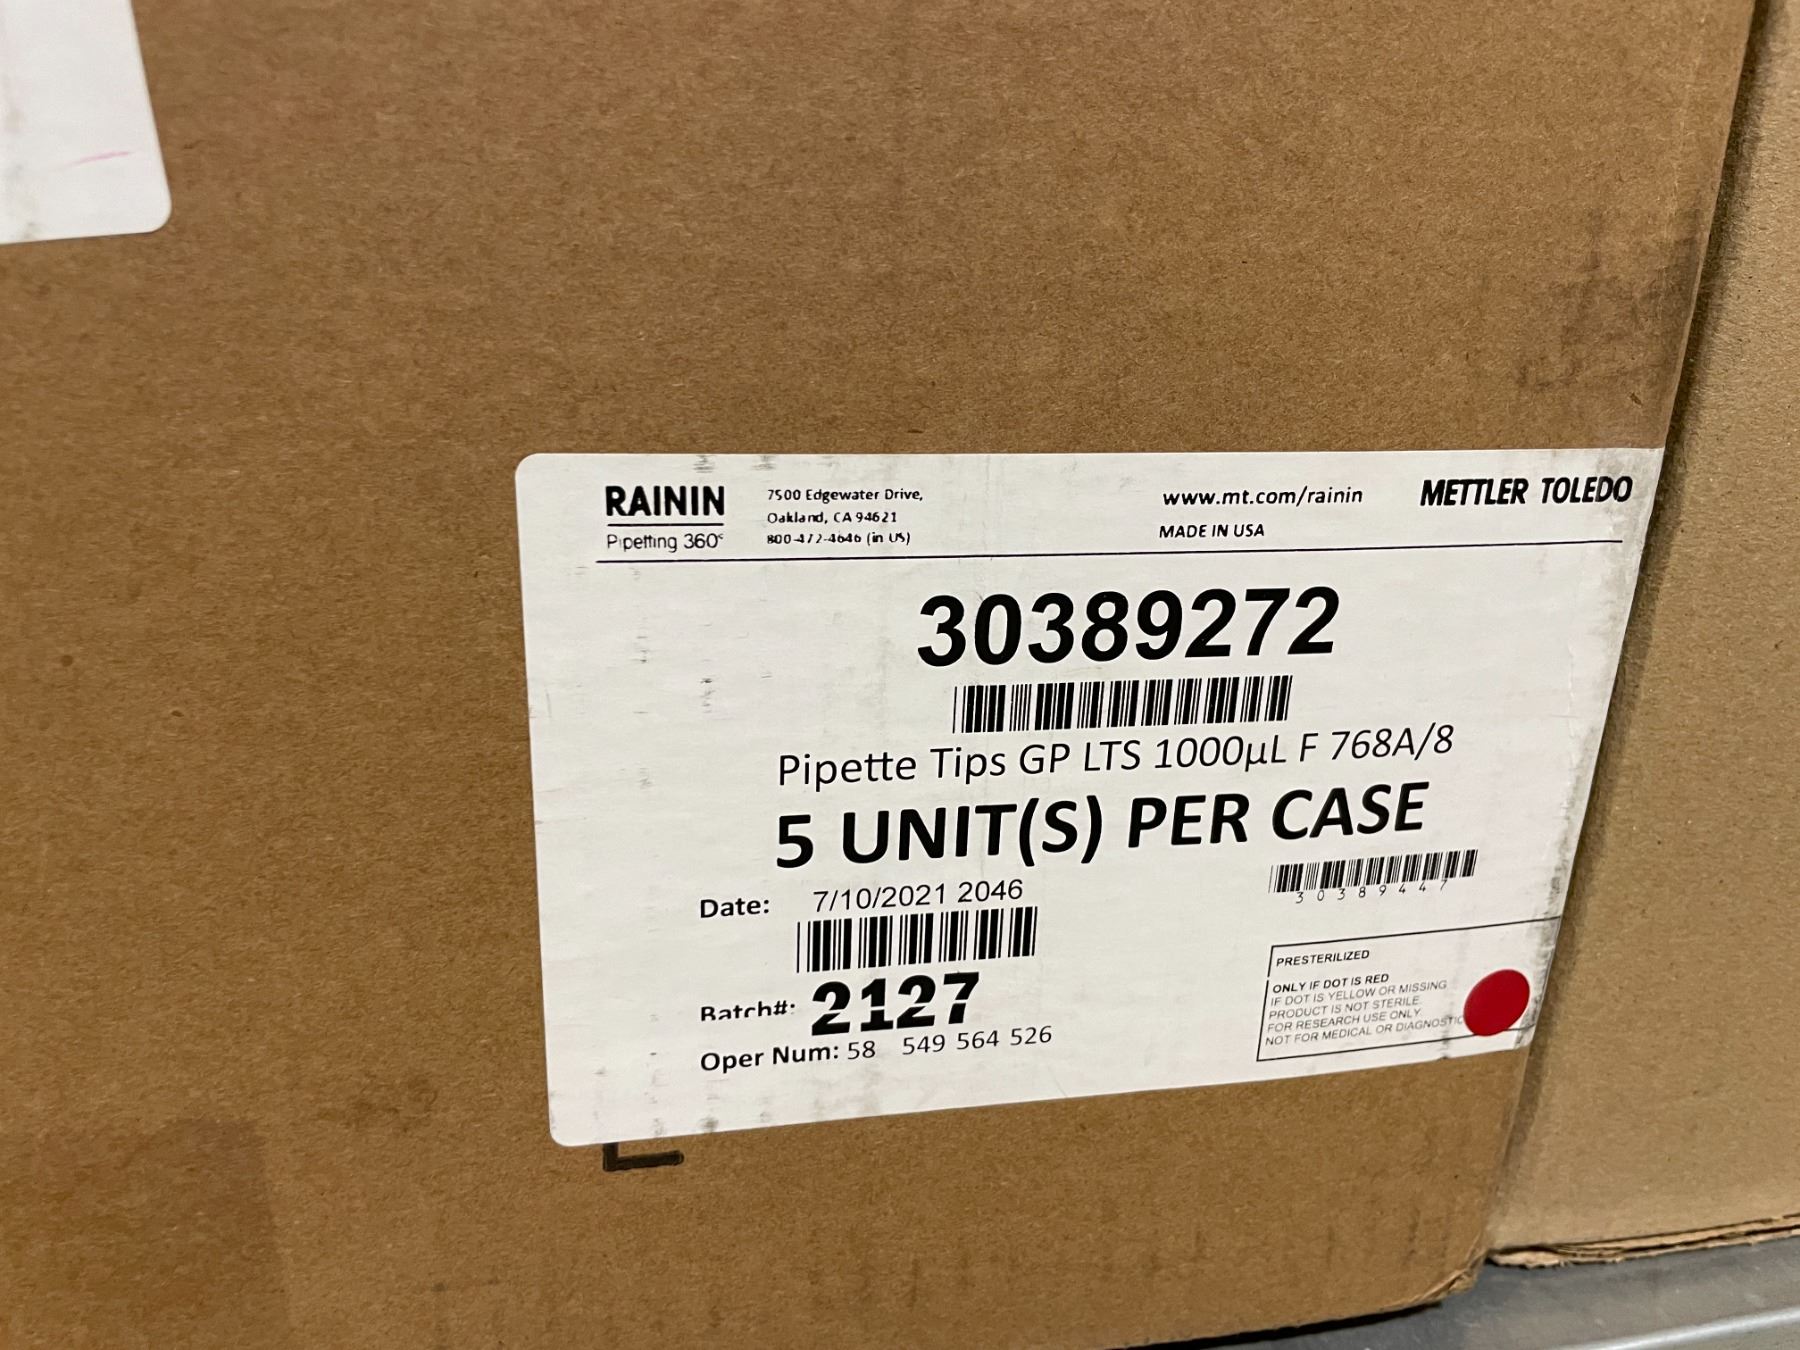 RAININ
Pipetting 360°
7500 Edgewater Drive,
Oakland, CA 94621
800-472-4646 (in US)
www.mt.com/rainin
MADE IN USA
METTLER TOLEDO
30389272
Pipette Tips GP LTS 1000µL F 768A/8
5 UNIT(S) PER CASE
Date: 7/10/2021 2046
30389447
Batch#: 2127
Oper Num: 58 549 564 526
PRESTERILIZED
ONLY IF DOT IS RED
IF DOT IS YELLOW OR MISSING
PRODUCT IS NOT STERILE.
FOR RESEARCH USE ONLY.
NOT FOR MEDICAL OR DIAGNOSTIC